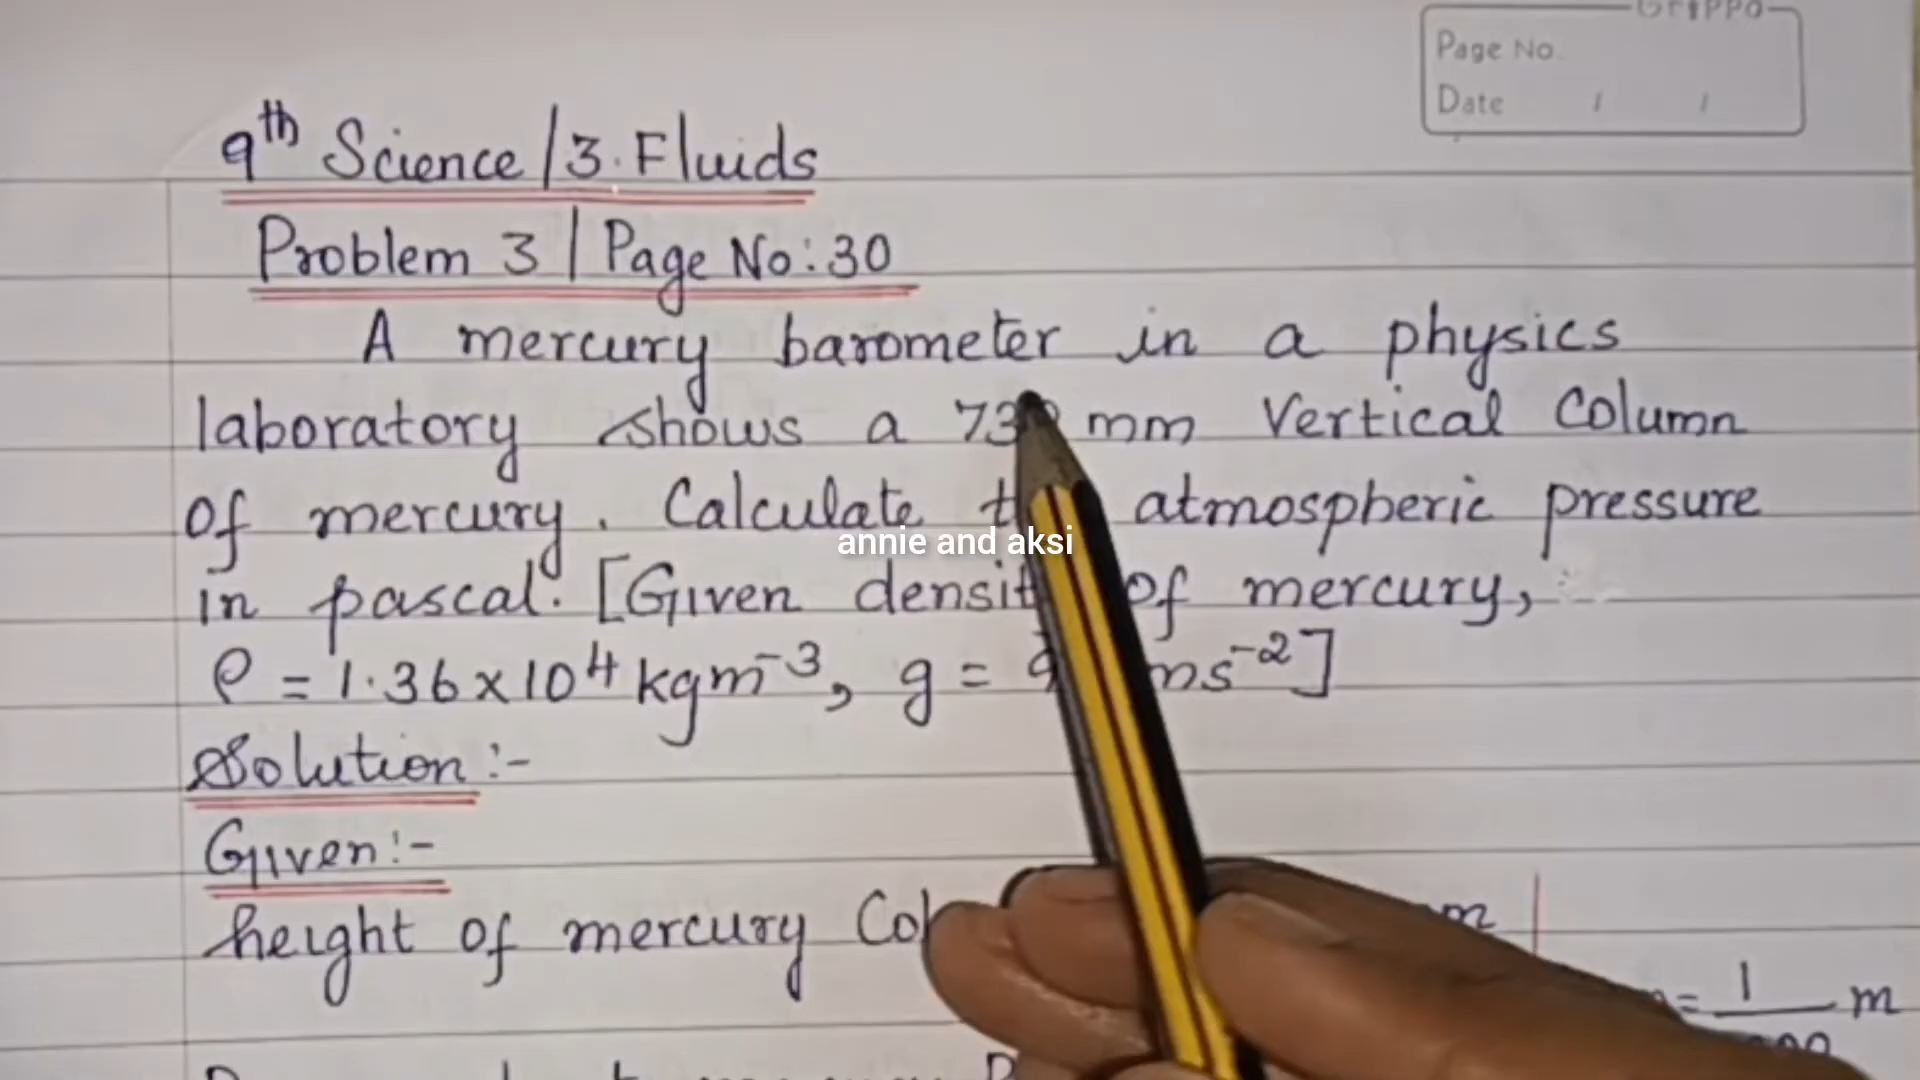 GRIPPO
Page No.
Date / /
9th Science / 3. Fluids
Problem 3 | Page No: 30
A mercury barometer in a physics
laboratory shows a mm Vertical Column
of mercury. Calculate atmospheric pressure
in pascal. [Given of mercury,
ρ = 1.36 x 10⁴ kgm⁻³, g = ms⁻²]
annie and aksi
Solution :-
Given :-
height of mercury m
= 1 m